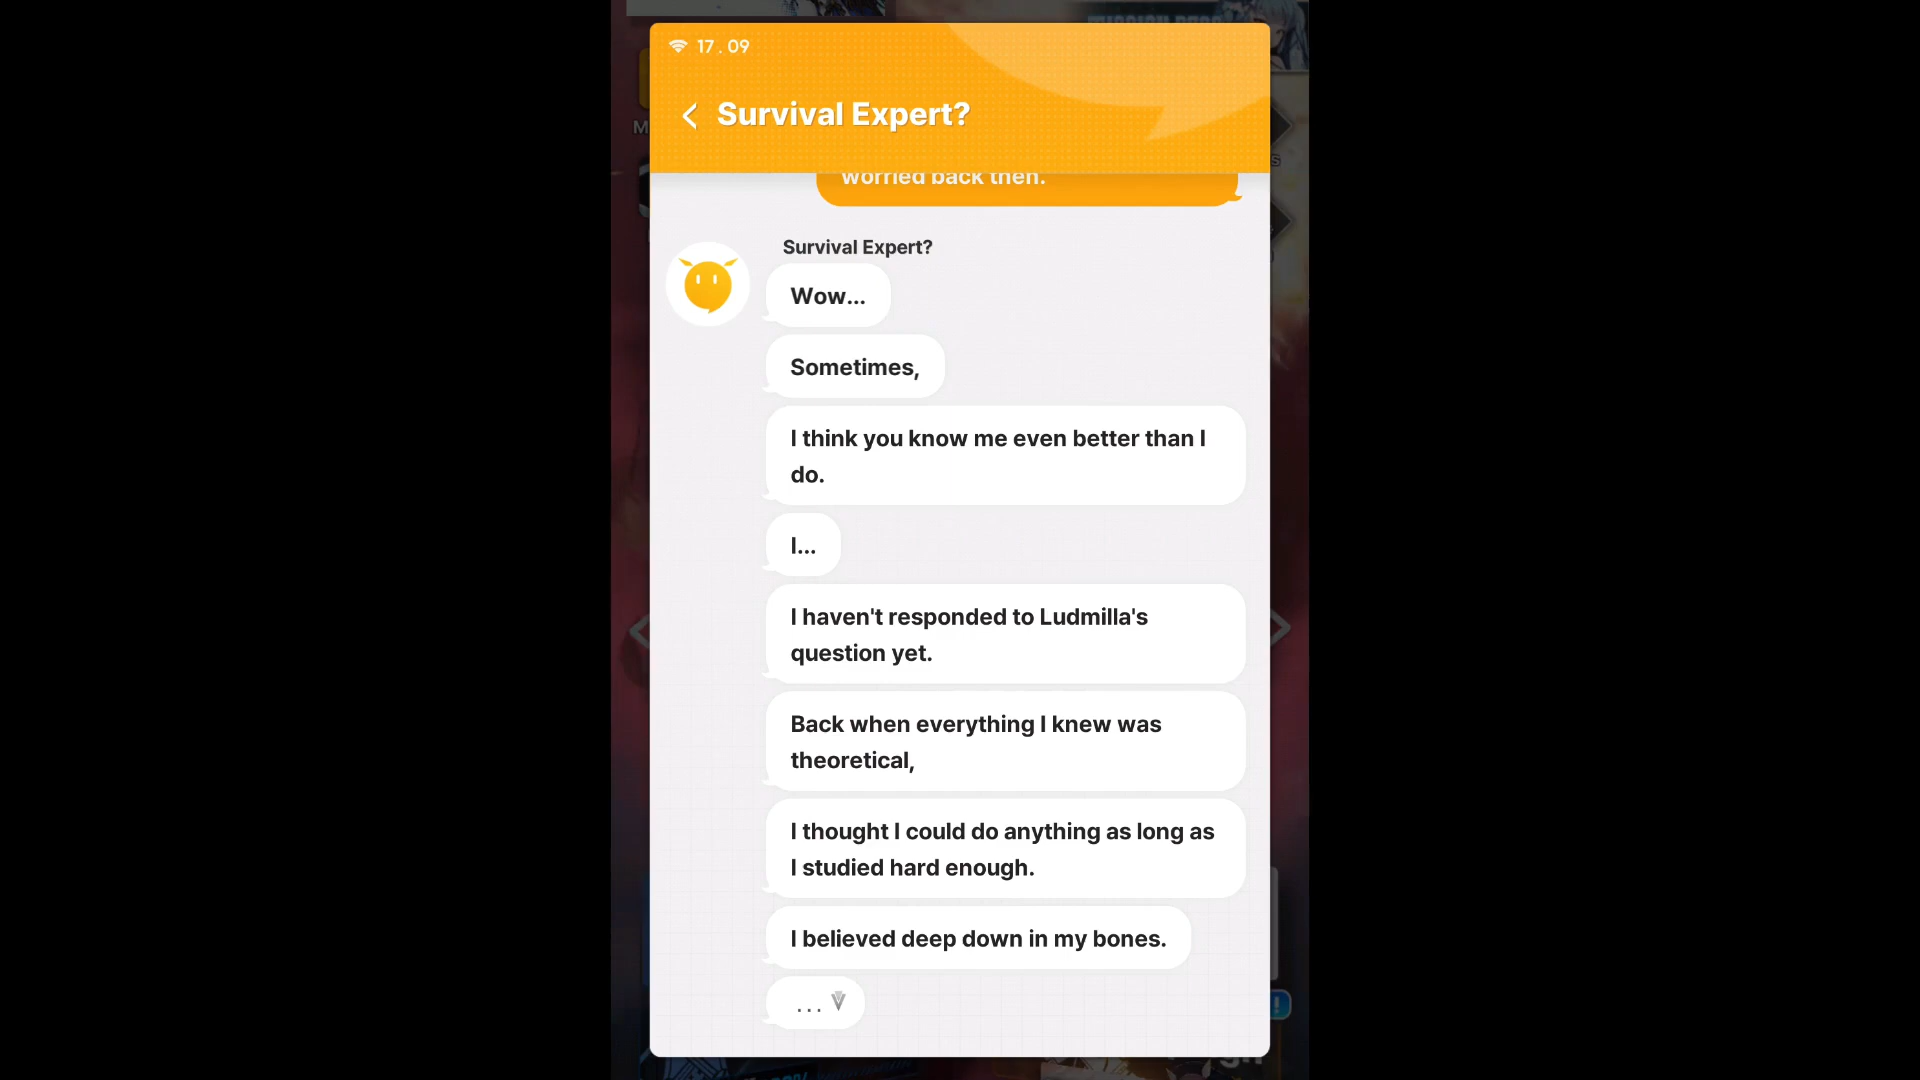 17.09
Survival Expert?
worried back then.
Survival Expert?
Wow...
Sometimes,
I think you know me even better than I
do.
I...
I haven't responded to Ludmilla's
question yet.
Back when everything I knew was
theoretical,
I thought I could do anything as long as
I studied hard enough.
I believed deep down in my bones.
...